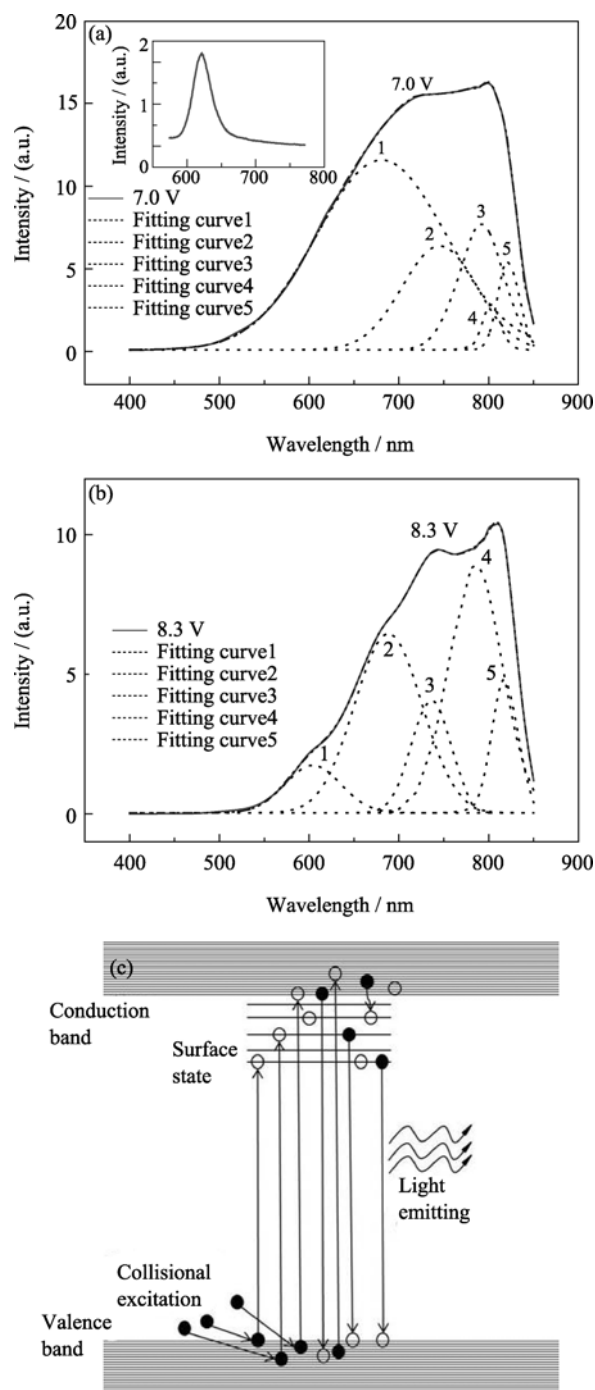 (a)
20
15
10
5
0
Intensity / (a.u.)
2
1
0
Intensity / (a.u.)
600 700 800
7.0 V
1
2
3
4
5
7.0 V
Fitting curve1
Fitting curve2
Fitting curve3
Fitting curve4
Fitting curve5
400 500 600 700 800 900
Wavelength / nm
(b)
10
5
0
Intensity / (a.u.)
8.3 V
1
2
3
4
5
8.3 V
Fitting curve1
Fitting curve2
Fitting curve3
Fitting curve4
Fitting curve5
400 500 600 700 800 900
Wavelength / nm
(c)
Conduction
band
Surface
state
Light
emitting
Collisional
excitation
Valence
band